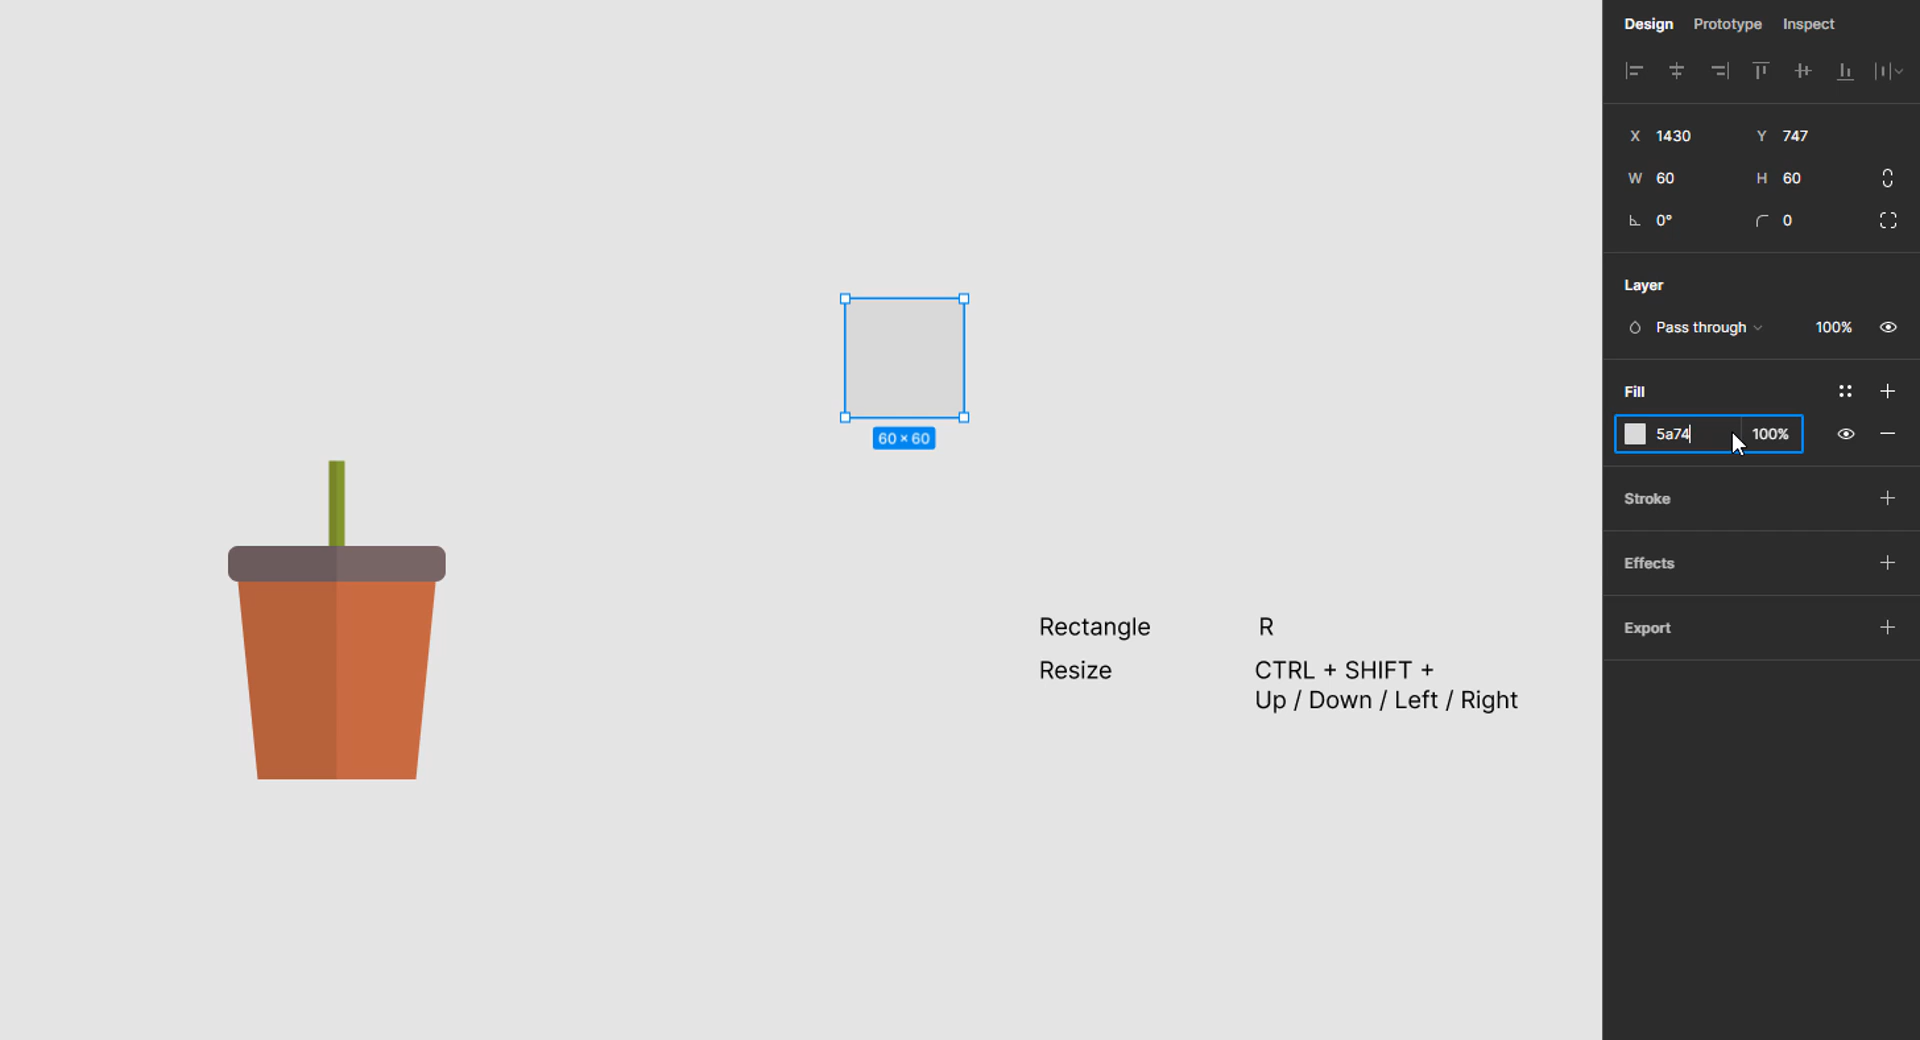 Design Prototype Inspect
X 1430 Y 747
W 60 H 60
0° 0
Layer
Pass through 100%
Fill
5a74 100%
Stroke
Effects
Export
60 × 60
Rectangle R
Resize CTRL + SHIFT +
Up / Down / Left / Right